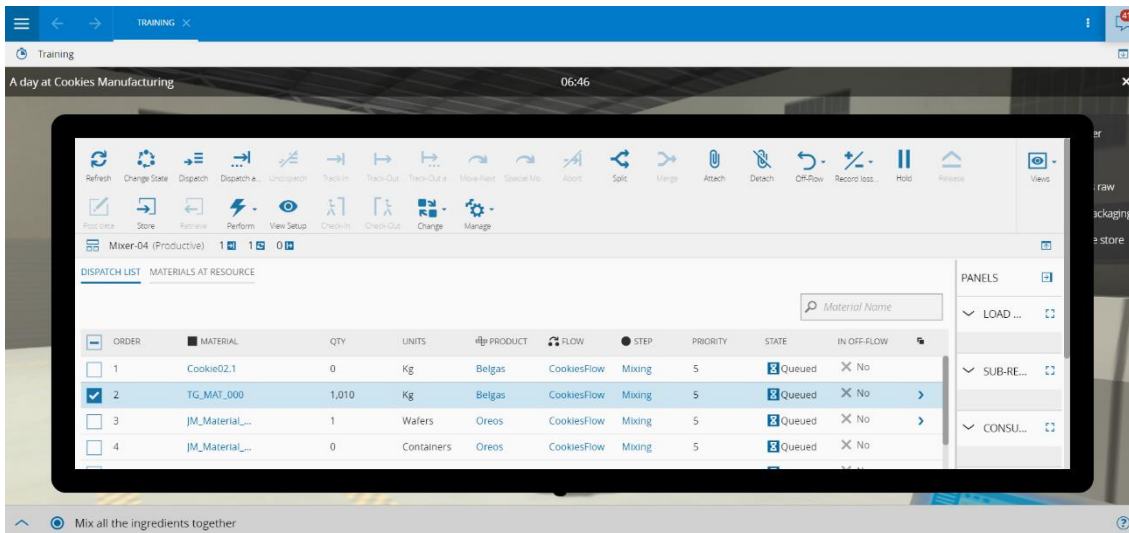 TRAINING
Training
A day at Cookies Manufacturing 06:46
er
raw
ackaging
e store
Refresh Change State Dispatch Dispatch a... Undispatch Track-In Track-Out Track-Out a... Move-Next Special Mo... Abort Split Merge Attach Detach Off-Flow Record loss... Hold Release Views
Post Data Store Retrieve Perform View Setup Check-In Check-Out Change Manage
Mixer-04 (Productive) 1 1 0
DISPATCH LIST MATERIALS AT RESOURCE
PANELS
Material Name
LOAD ...
ORDER MATERIAL QTY UNITS PRODUCT FLOW STEP PRIORITY STATE IN OFF-FLOW
1 Cookie02.1 0 Kg Belgas CookiesFlow Mixing 5 Queued No
SUB-RE...
2 TG_MAT_000 1,010 Kg Belgas CookiesFlow Mixing 5 Queued No
3 JM_Material_... 1 Wafers Oreos CookiesFlow Mixing 5 Queued No
CONSU...
4 JM_Material_... 0 Containers Oreos CookiesFlow Mixing 5 Queued No
Mix all the ingredients together